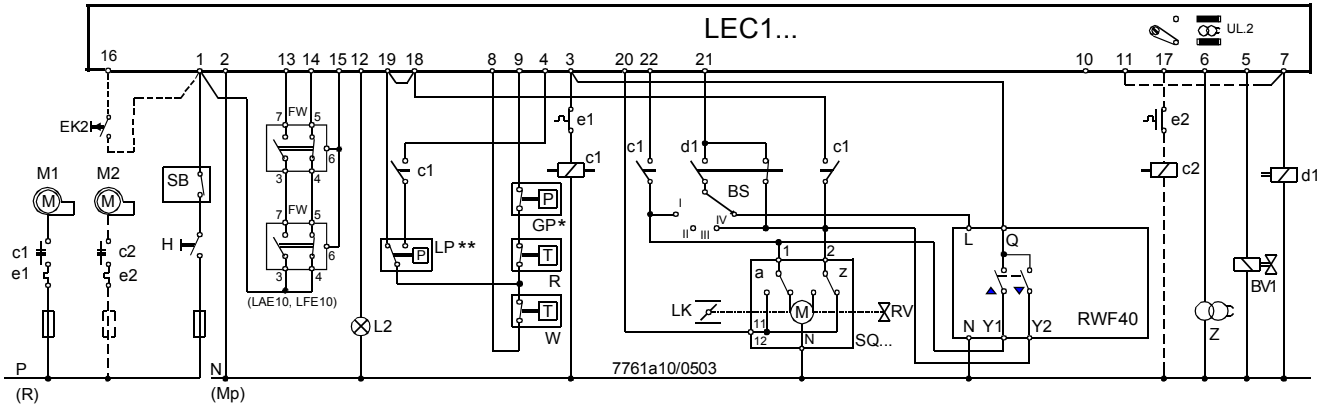 LEC1...
UL.2
16 1 2 13 14 15 12 19 18 8 9 4 3 20 22 21 10 11 17 6 5 7
7 FW 5
EK2
e1
e2
6
c1
c1
d1
c1
c1
c2
d1
M1 M2
SB
BS
3 4
P
I
M M
GP*
IV
II III
7 FW 5
L Q
c1 c2
H
6
P
LP**
T
1 2
e1 e2
R
a z
BV1
3 4
(LAE10, LFE10)
T
LK
M
RV
L2
W
11
12
N
SQ...
N Y1 Y2
RWF40
Z
P
N
7761a10/0503
(R)
(Mp)